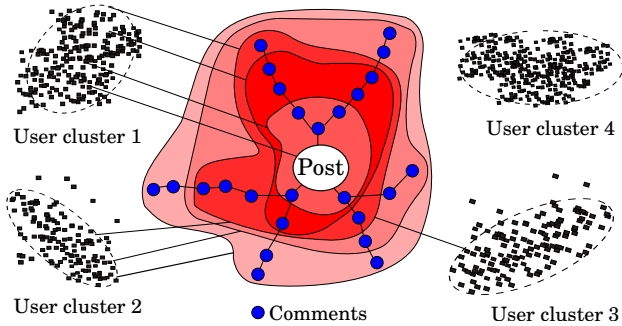 User cluster 1
User cluster 4
Post
User cluster 2
Comments
User cluster 3